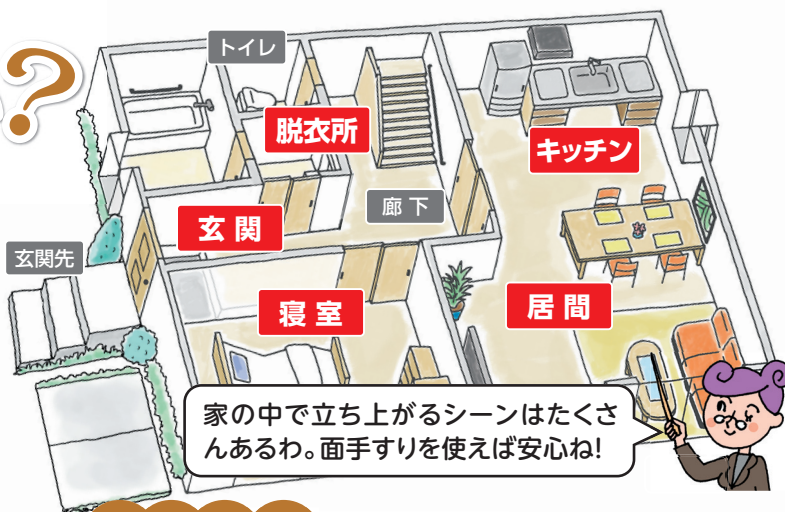 ?
トイレ
脱衣所
キッチン
玄関
廊下
玄関先
寝室
居間
家の中で立ち上がるシーンはたくさ
んあるわ。面手すりを使えば安心ね!